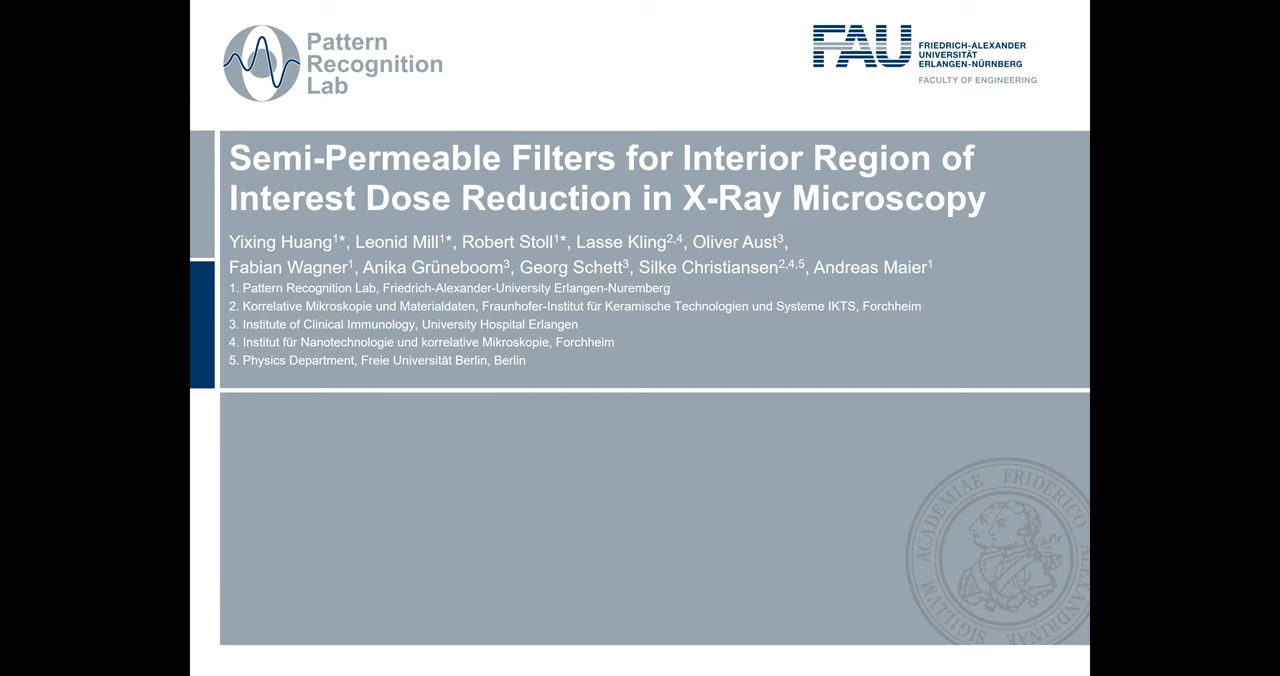 Pattern
Recognition
Lab
FAU
FRIEDRICH-ALEXANDER
UNIVERSITÄT
ERLANGEN-NÜRNBERG
FACULTY OF ENGINEERING
Semi-Permeable Filters for Interior Region of
Interest Dose Reduction in X-Ray Microscopy
Yixing Huang¹*, Leonid Mill¹*, Robert Stoll¹*, Lasse Kling²,⁴, Oliver Aust³,
Fabian Wagner¹, Anika Grüneboom³, Georg Schett³, Silke Christiansen²,⁴,⁵, Andreas Maier¹
1. Pattern Recognition Lab, Friedrich-Alexander-University Erlangen-Nuremberg
2. Korrelative Mikroskopie und Materialdaten, Fraunhofer-Institut für Keramische Technologien und Systeme IKTS, Forchheim
3. Institute of Clinical Immunology, University Hospital Erlangen
4. Institut für Nanotechnologie und korrelative Mikroskopie, Forchheim
5. Physics Department, Freie Universität Berlin, Berlin
SIGILLVM ACADEMIAE FRIDERICO ALEXANDRINAE